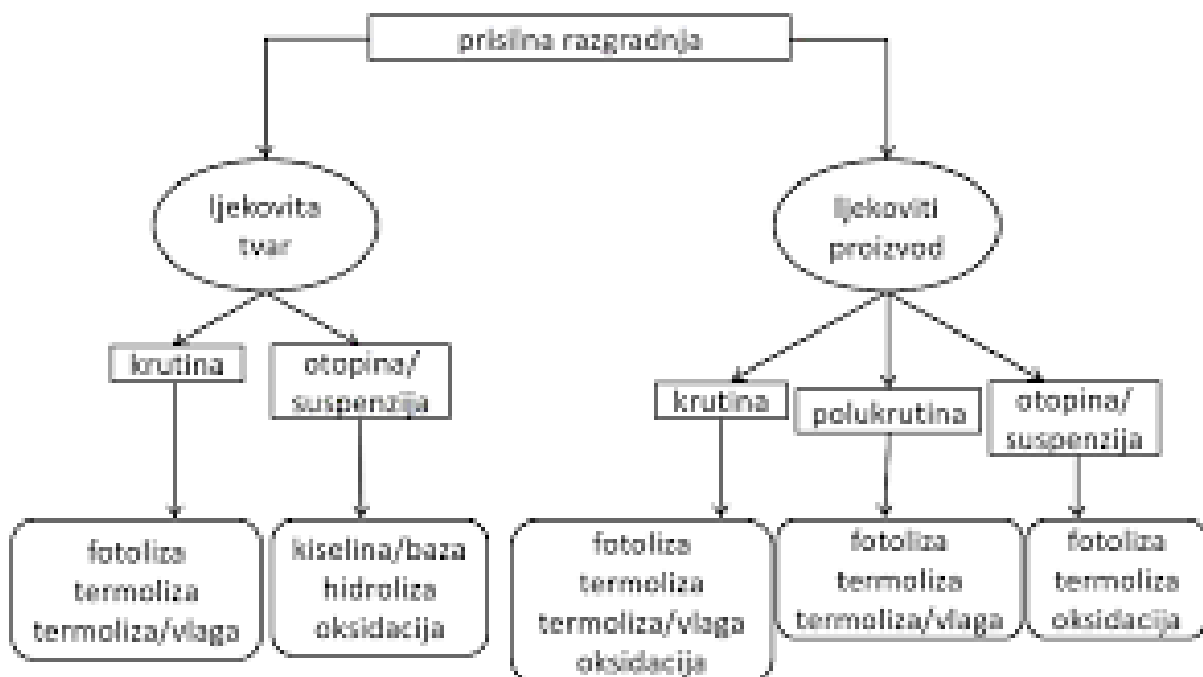 prisilna razgradnja
ljekovita
tvar
ljekoviti
proizvod
krutina
otopina/
suspenzija
krutina
polukrutina
otopina/
suspenzija
fotoliza
termoliza
termoliza/vlaga
kiselina/baza
hidroliza
oksidacija
fotoliza
termoliza
termoliza/vlaga
oksidacija
fotoliza
termoliza
termoliza/vlaga
fotoliza
termoliza
oksidacija